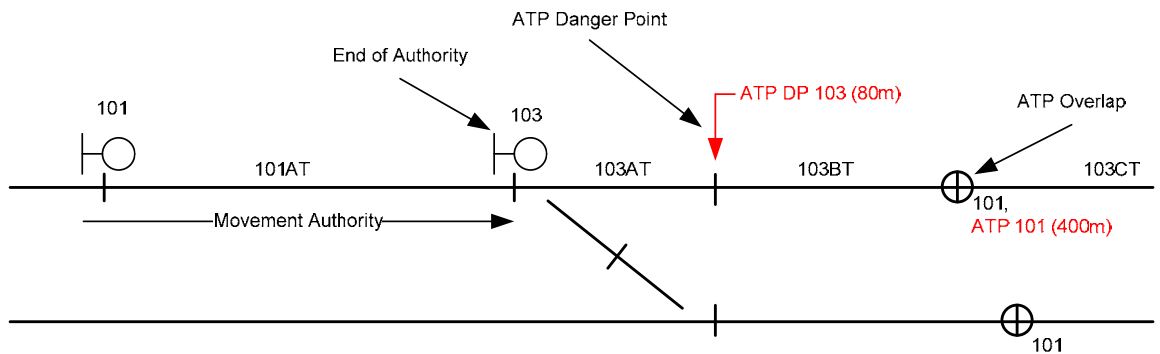 ATP Danger Point
End of Authority
ATP DP 103 (80m)
ATP Overlap
101
103
101AT
103AT
103BT
103CT
Movement Authority
101,
ATP 101 (400m)
101